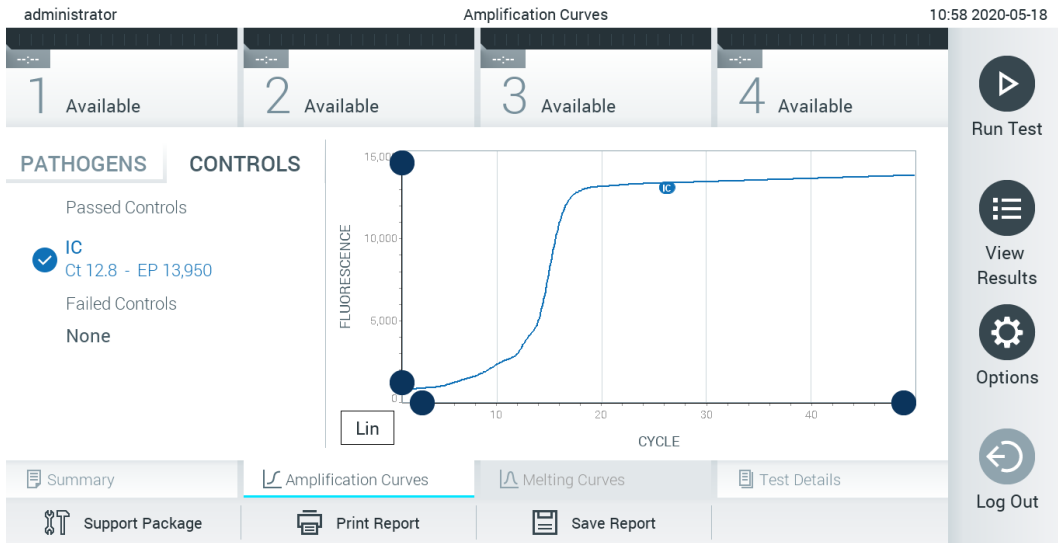 administrator
Amplification Curves
10:58 2020-05-18
--:--
--:--
--:--
--:--
1 Available
2 Available
3 Available
4 Available
Run Test
PATHOGENS
CONTROLS
Passed Controls
IC
Ct 12.8 - EP 13,950
Failed Controls
None
FLUORESCENCE
10,000
5,000
0
IC
10
20
30
40
CYCLE
Lin
View
Results
Options
Log Out
Summary
Amplification Curves
Melting Curves
Test Details
Support Package
Print Report
Save Report